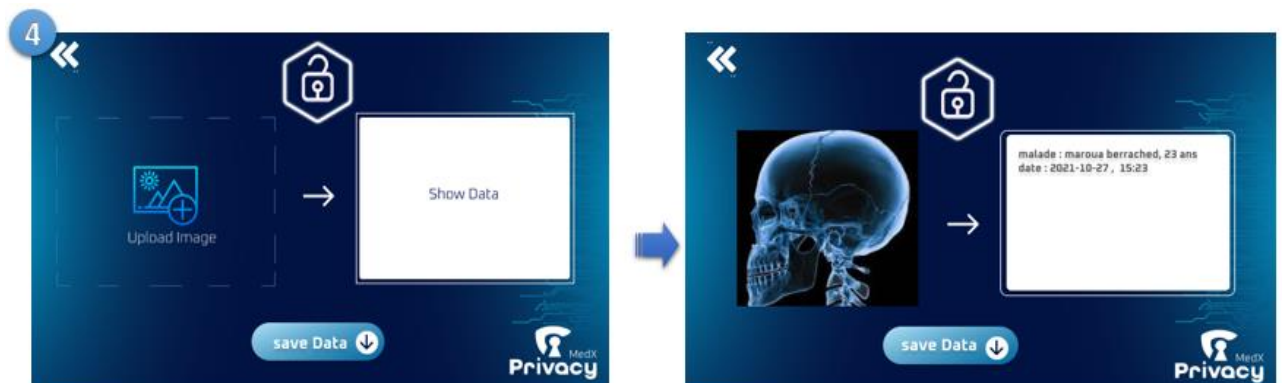 4
Upload Image
Show Data
save Data
MedX
Privacy
malade : maroua berrached, 23 ans
date : 2021-10-27 , 15:23
save Data
MedX
Privacy